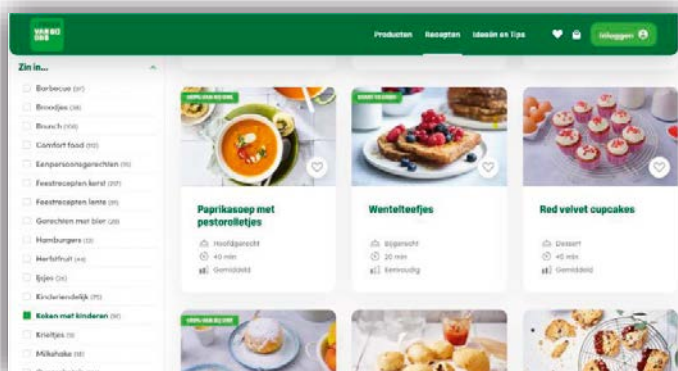 VAN BIJ
ONS
Producten
Recepten
Ideeën en Tips
Inloggen
Zin in...
Barbecue
Broodjes
Brunch
Comfort food
Eenpersoonsgerechten
Feestrecepten kerst
Feestrecepten lente
Gerechten met bier
Hamburgers
Herfstfruit
Ijsjes
Kindvriendelijk
Koken met kinderen
Krieltjes
Milkshake
Paprikasoep met
pestorolletjes
Hoofdgerecht
40 min
Gemiddeld
Wentelteefjes
Bijgerecht
20 min
Eenvoudig
Red velvet cupcakes
Dessert
40 min
Gemiddeld